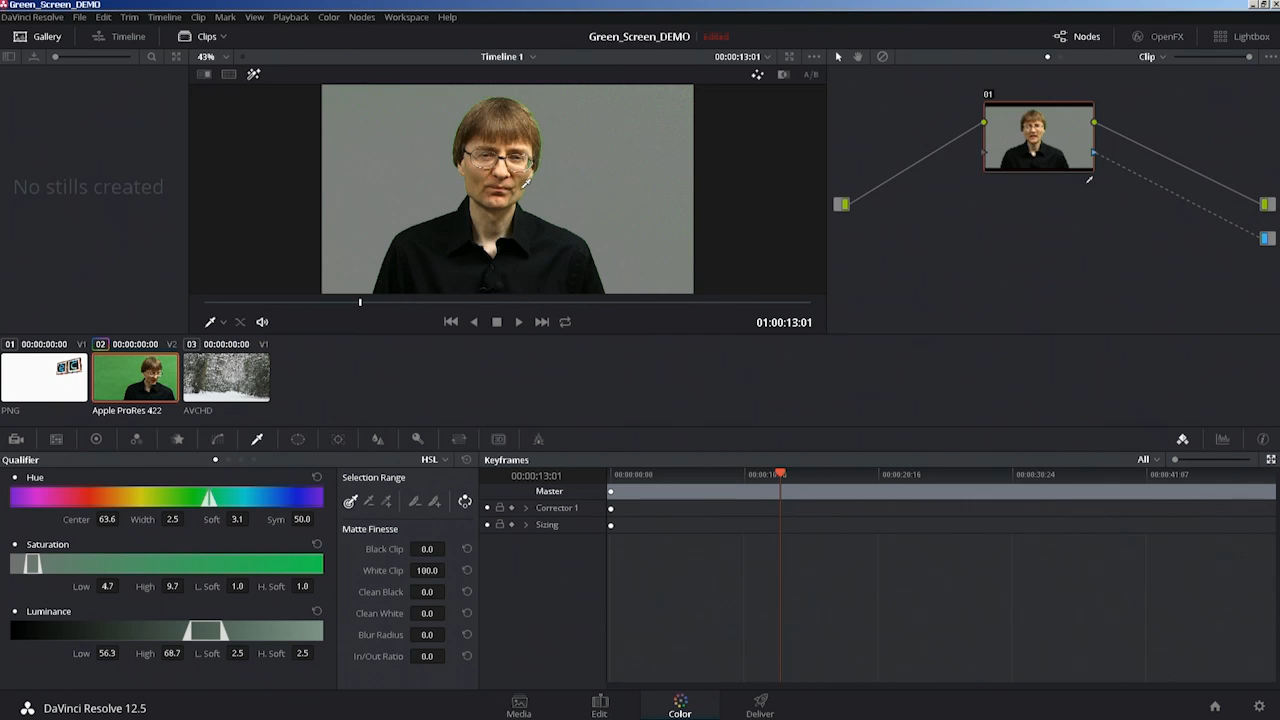 Green_Screen_DEMO
DaVinci Resolve File Edit Trim Timeline Clip Mark View Playback Color Nodes Workspace Help
Gallery Timeline Clips Green_Screen_DEMO Edited Nodes OpenFX Lightbox
43% Timeline 1 00:00:13:01 Clip
A/B
01
No stills created
01:00:13:01
01 00:00:00:00 V1 02 00:00:00:00 V2 03 00:00:00:00 V1
PNG Apple ProRes 422 AVCHD
3D
Qualifier HSL Keyframes All
Hue Selection Range 00:00:13:01 00:00:00:00 00:00:20:16 00:00:30:24 00:00:41:07
Master
Corrector 1
Center 63.6 Width 2.5 Soft 3.1 Sym 50.0
Sizing
Matte Finesse
Saturation Black Clip 0.0
White Clip 100.0
Low 4.7 High 9.7 L. Soft 1.0 H. Soft 1.0 Clean Black 0.0
Luminance Clean White 0.0
Blur Radius 0.0
Low 56.3 High 68.7 L. Soft 2.5 H. Soft 2.5 In/Out Ratio 0.0
DaVinci Resolve 12.5 Media Edit Color Deliver